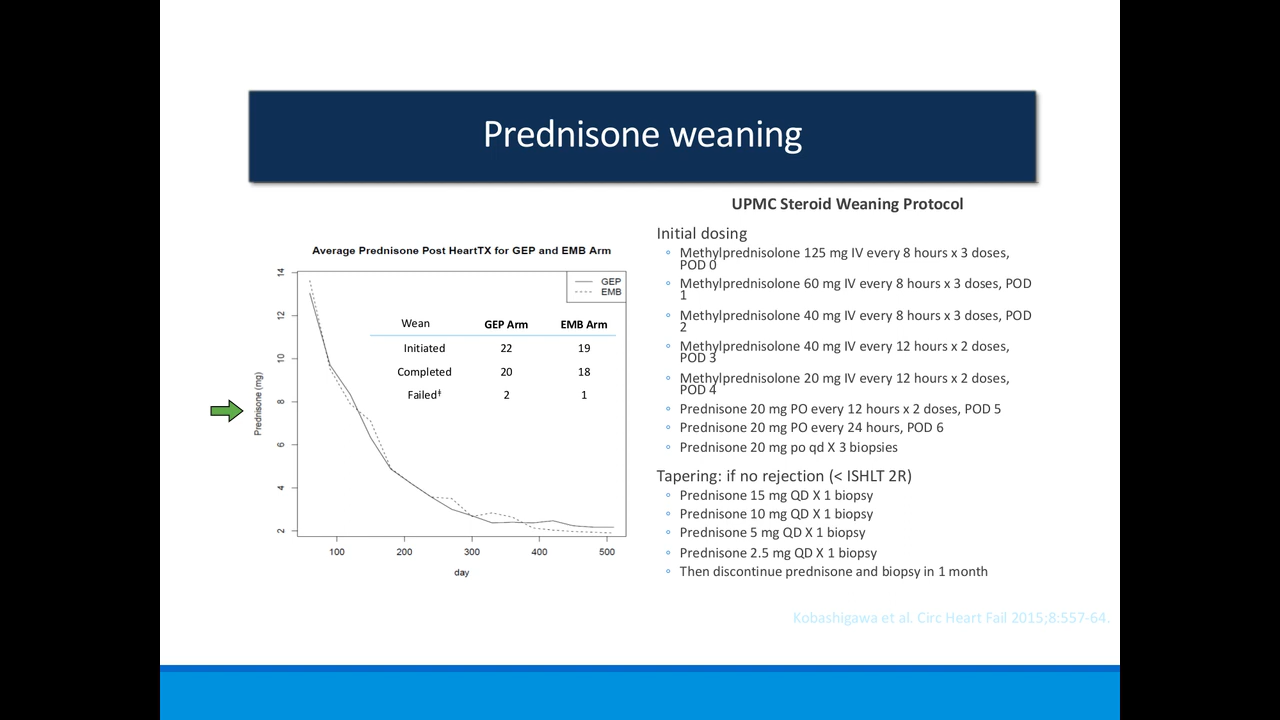 Prednisone weaning
Average Prednisone Post HeartTX for GEP and EMB Arm
14
12
10
8
6
4
2
Prednisone (mg)
GEP
EMB
Wean GEP Arm EMB Arm
Initiated 22 19
Completed 20 18
Failed‡ 2 1
100 200 300 400 500
day
UPMC Steroid Weaning Protocol
Initial dosing
Methylprednisolone 125 mg IV every 8 hours x 3 doses,
POD 0
Methylprednisolone 60 mg IV every 8 hours x 3 doses, POD
1
Methylprednisolone 40 mg IV every 8 hours x 3 doses, POD
2
Methylprednisolone 40 mg IV every 12 hours x 2 doses,
POD 3
Methylprednisolone 20 mg IV every 12 hours x 2 doses,
POD 4
Prednisone 20 mg PO every 12 hours x 2 doses, POD 5
Prednisone 20 mg PO every 24 hours, POD 6
Prednisone 20 mg po qd X 3 biopsies
Tapering: if no rejection (< ISHLT 2R)
Prednisone 15 mg QD X 1 biopsy
Prednisone 10 mg QD X 1 biopsy
Prednisone 5 mg QD X 1 biopsy
Prednisone 2.5 mg QD X 1 biopsy
Then discontinue prednisone and biopsy in 1 month
Kobashigawa et al. Circ Heart Fail 2015;8:557-64.